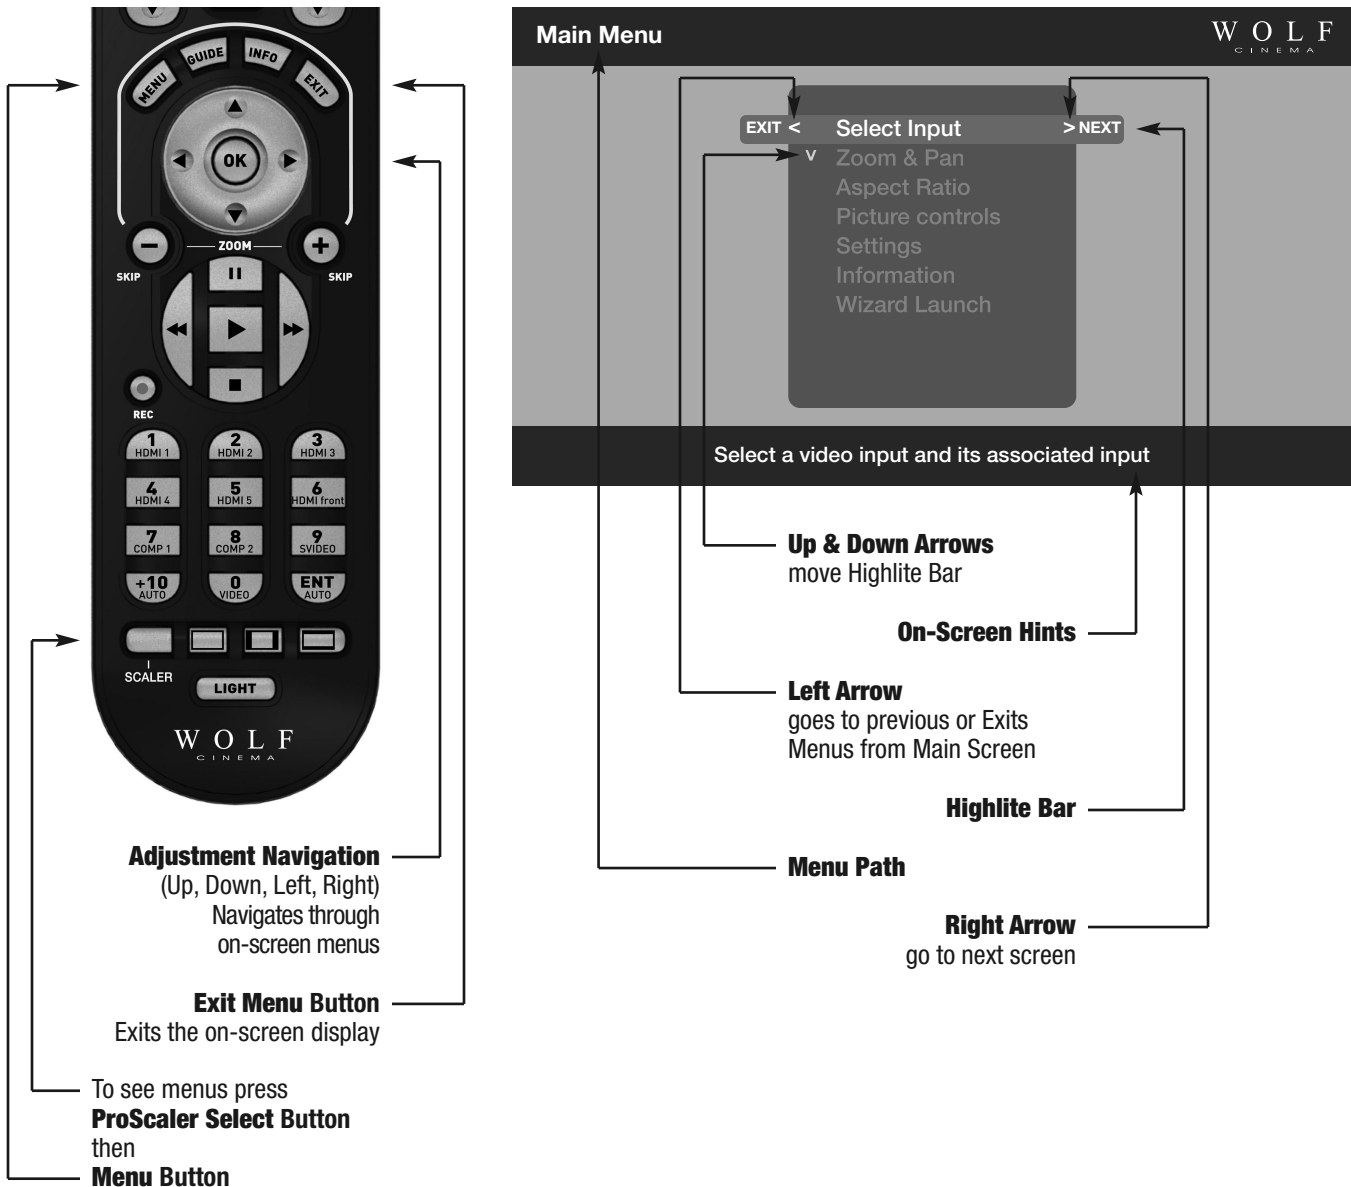 MENU
GUIDE
INFO
EXIT
OK
ZOOM
SKIP
SKIP
REC
1
HDMI 1
2
HDMI 2
3
HDMI 3
4
HDMI 4
5
HDMI 5
6
HDMI front
7
COMP 1
8
COMP 2
9
SVIDEO
+10
AUTO
0
VIDEO
ENT
AUTO
SCALER
LIGHT
WOLF
CINEMA
Adjustment Navigation
(Up, Down, Left, Right)
Navigates through
on-screen menus
Exit Menu Button
Exits the on-screen display
To see menus press
ProScaler Select Button
then
Menu Button
Main Menu
WOLF
CINEMA
EXIT < Select Input > NEXT
v Zoom & Pan
Aspect Ratio
Picture controls
Settings
Information
Wizard Launch
Select a video input and its associated input
Up & Down Arrows
move Highlite Bar
On-Screen Hints
Left Arrow
goes to previous or Exits
Menus from Main Screen
Highlite Bar
Menu Path
Right Arrow
go to next screen